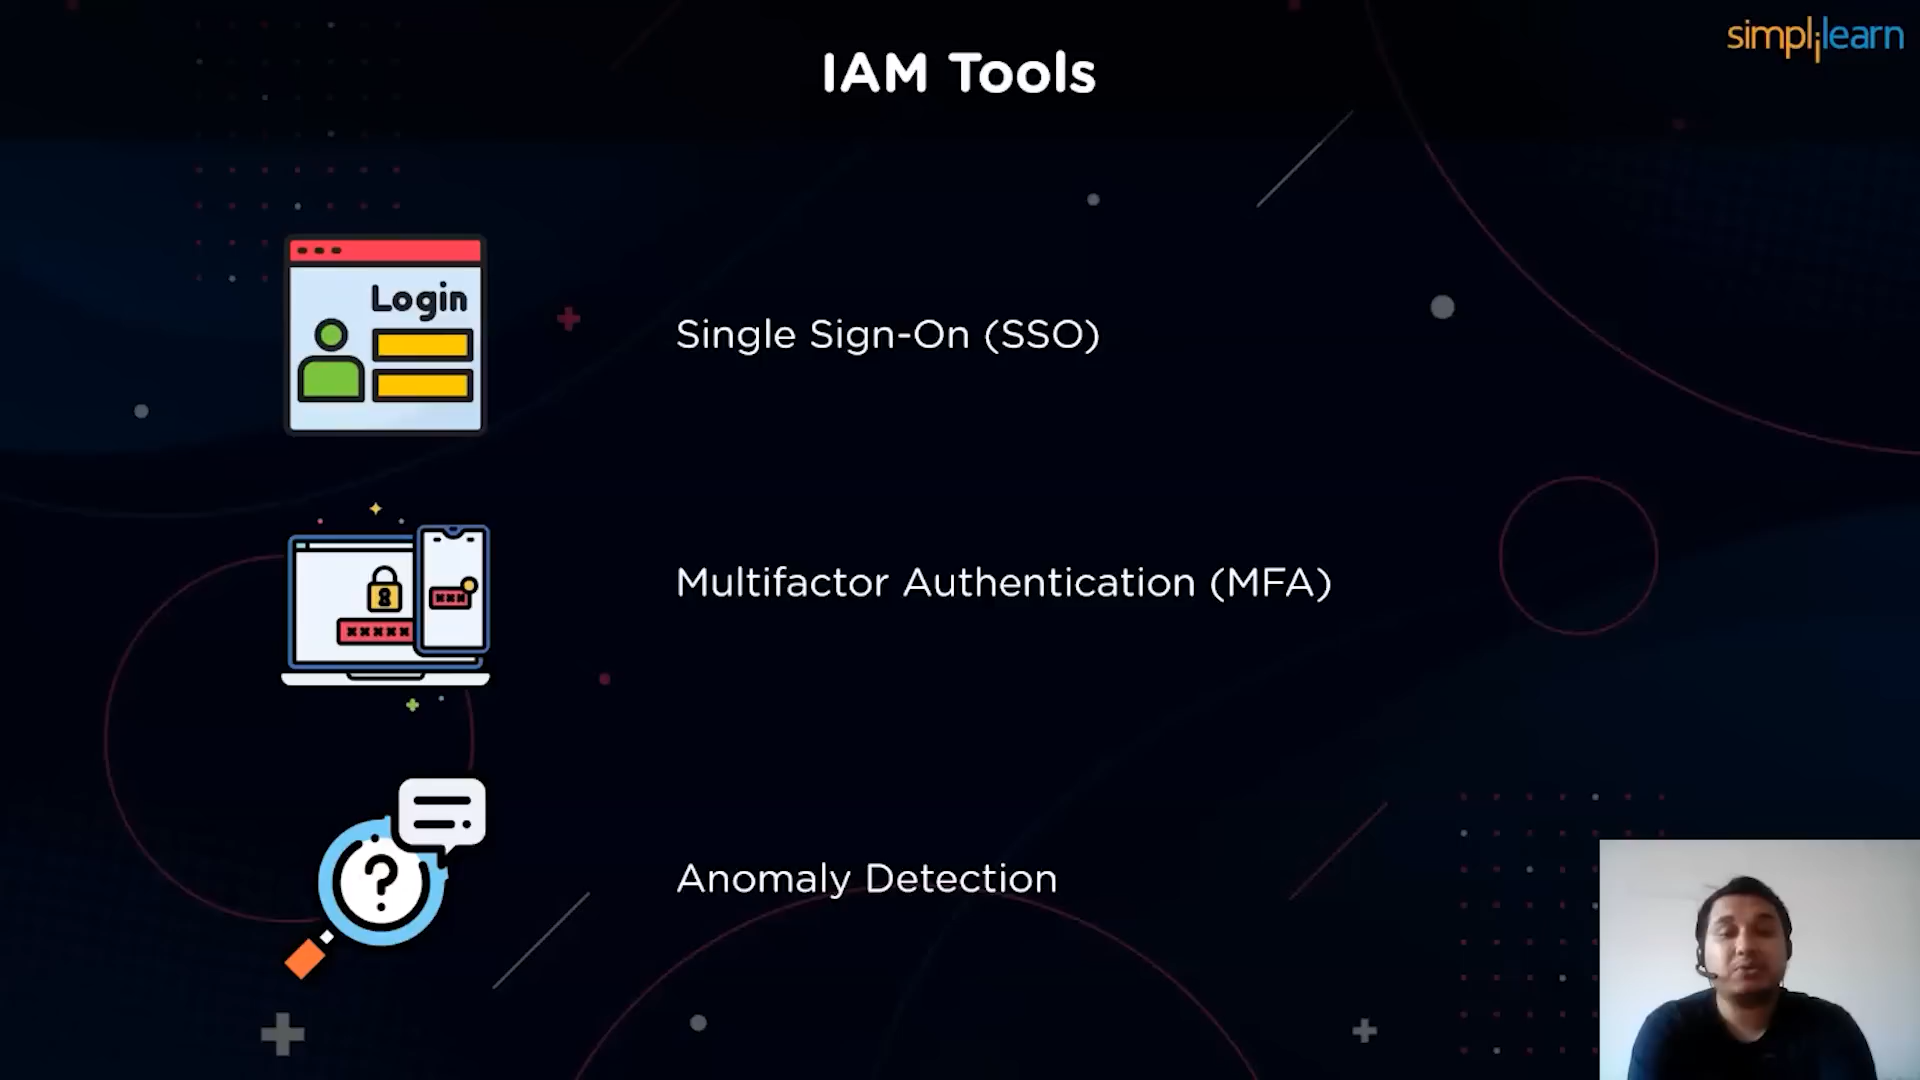 IAM Tools
simplilearn
Login
Single Sign-On (SSO)
Multifactor Authentication (MFA)
Anomaly Detection